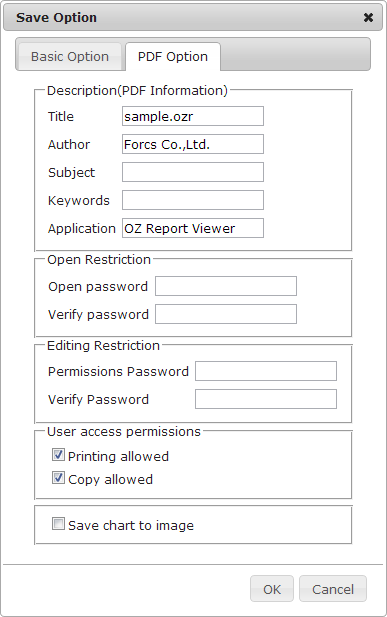 Save Option
Basic Option PDF Option
Description(PDF Information)
Title sample.ozr
Author Forcs Co.,Ltd.
Subject
Keywords
Application OZ Report Viewer
Open Restriction
Open password
Verify password
Editing Restriction
Permissions Password
Verify Password
User access permissions
Printing allowed
Copy allowed
Save chart to image
OK Cancel